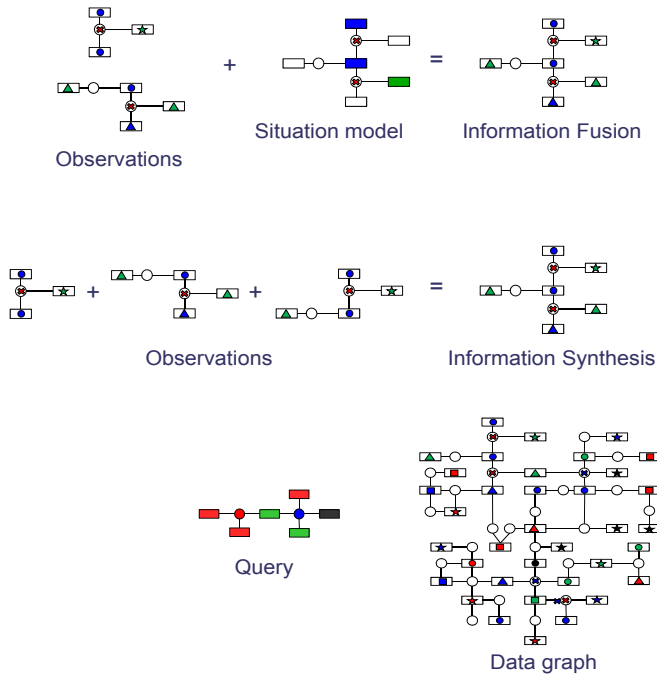 +
=
Observations
Situation model
Information Fusion
+
+
=
Observations
Information Synthesis
Query
Data graph